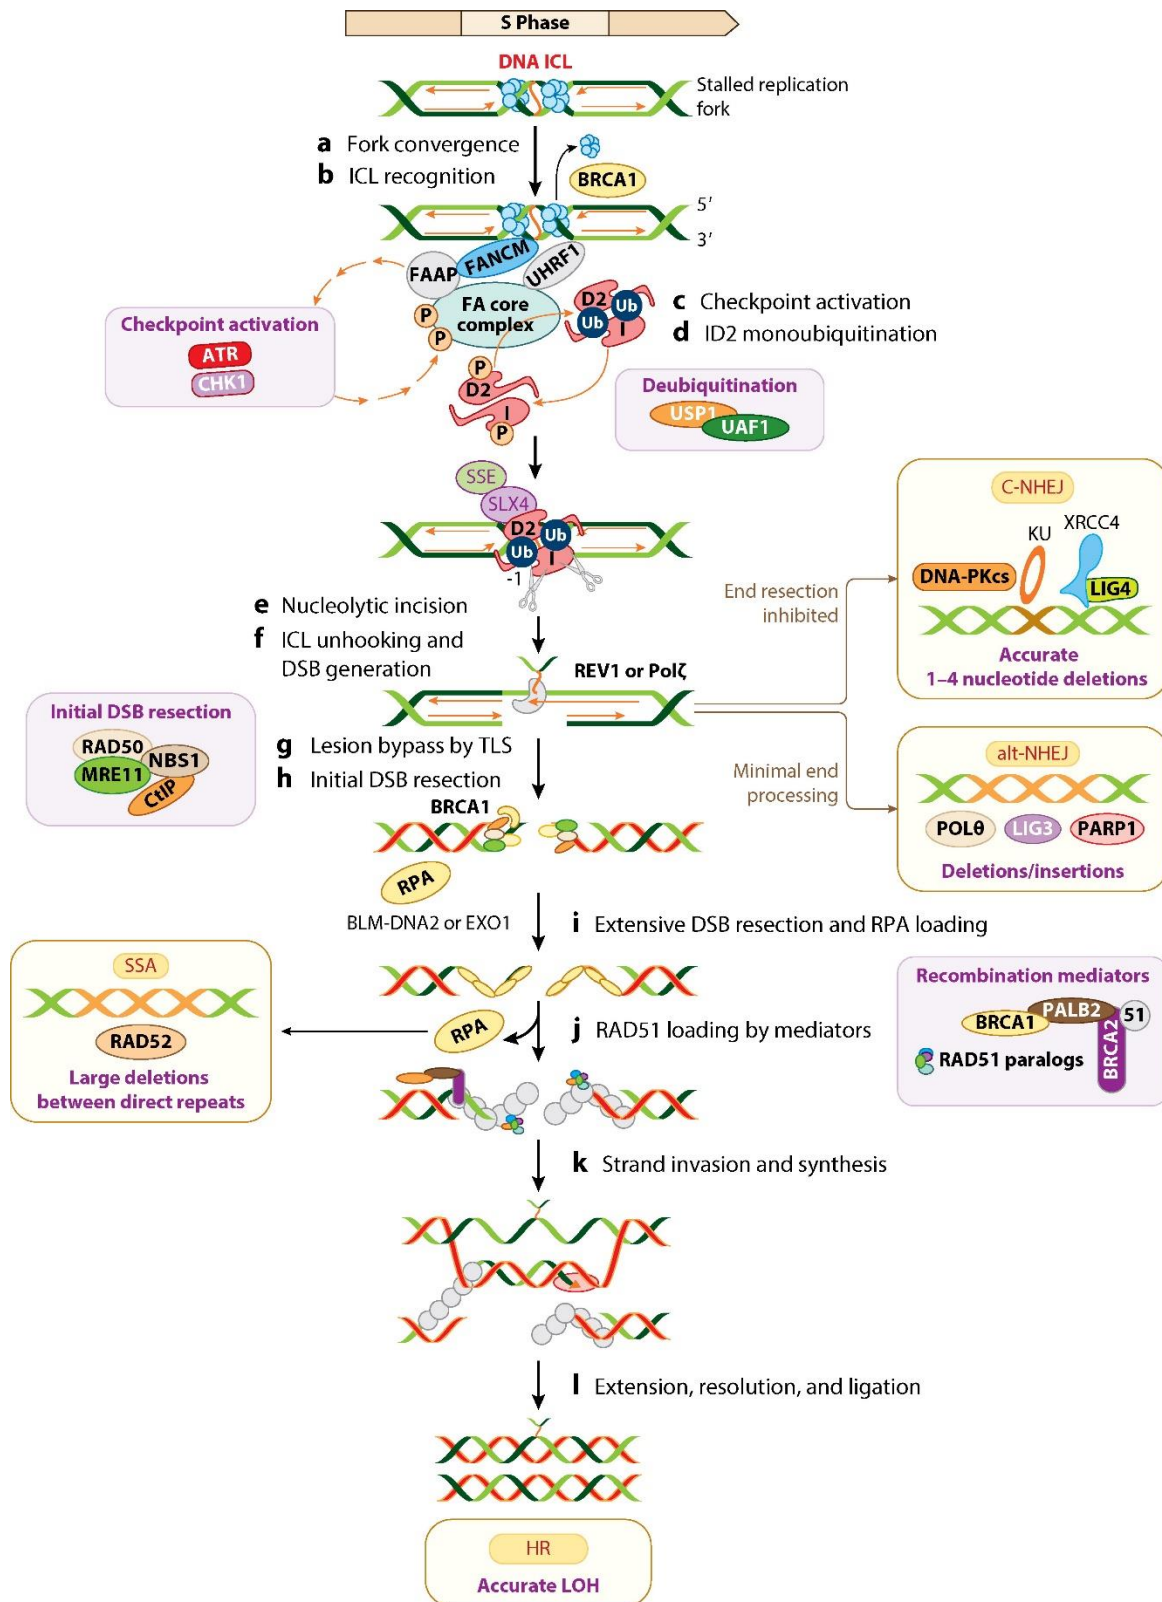 S Phase
DNA ICL
Stalled replication
fork
a Fork convergence
b ICL recognition
BRCA1
5′
3′
FAAP
FANCM
UHRF1
FA core
complex
P
P
D2
Ub
Ub
I
P
D2
I
P
c Checkpoint activation
d ID2 monoubiquitination
Checkpoint activation
ATR
CHK1
Deubiquitination
USP1
UAF1
SSE
SLX4
D2
Ub
Ub
I
-1
e Nucleolytic incision
f ICL unhooking and
DSB generation
REV1 or Polζ
End resection
inhibited
C-NHEJ
KU
XRCC4
DNA-PKcs
LIG4
Accurate
1–4 nucleotide deletions
Initial DSB resection
RAD50
NBS1
MRE11
CtIP
g Lesion bypass by TLS
h Initial DSB resection
Minimal end
processing
alt-NHEJ
POLθ
LIG3
PARP1
Deletions/insertions
BRCA1
RPA
BLM-DNA2 or EXO1
i Extensive DSB resection and RPA loading
SSA
RAD52
Large deletions
between direct repeats
RPA
j RAD51 loading by mediators
Recombination mediators
BRCA1
PALB2
51
BRCA2
RAD51 paralogs
k Strand invasion and synthesis
l Extension, resolution, and ligation
HR
Accurate LOH